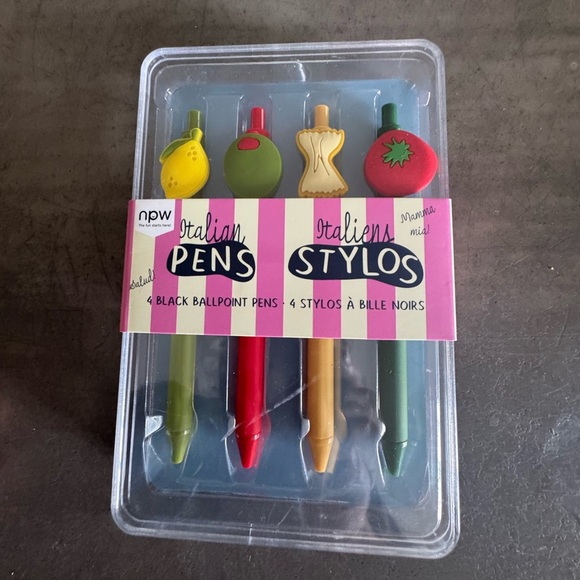 npw
The fun starts here!
Italian
PENS
Italiens
STYLOS
Mamma
mia!
Salud!
4 BLACK BALLPOINT PENS · 4 STYLOS À BILLE NOIRS